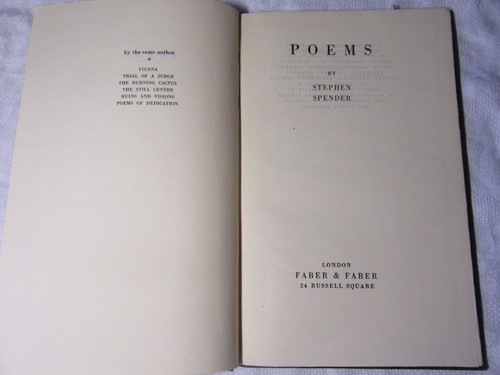 by the same author
*
VIENNA
TRIAL OF A JUDGE
THE BURNING CACTUS
THE STILL CENTRE
RUINS AND VISIONS
POEMS OF DEDICATION
POEMS
BY
STEPHEN
SPENDER
LONDON
FABER & FABER
24 RUSSELL SQUARE